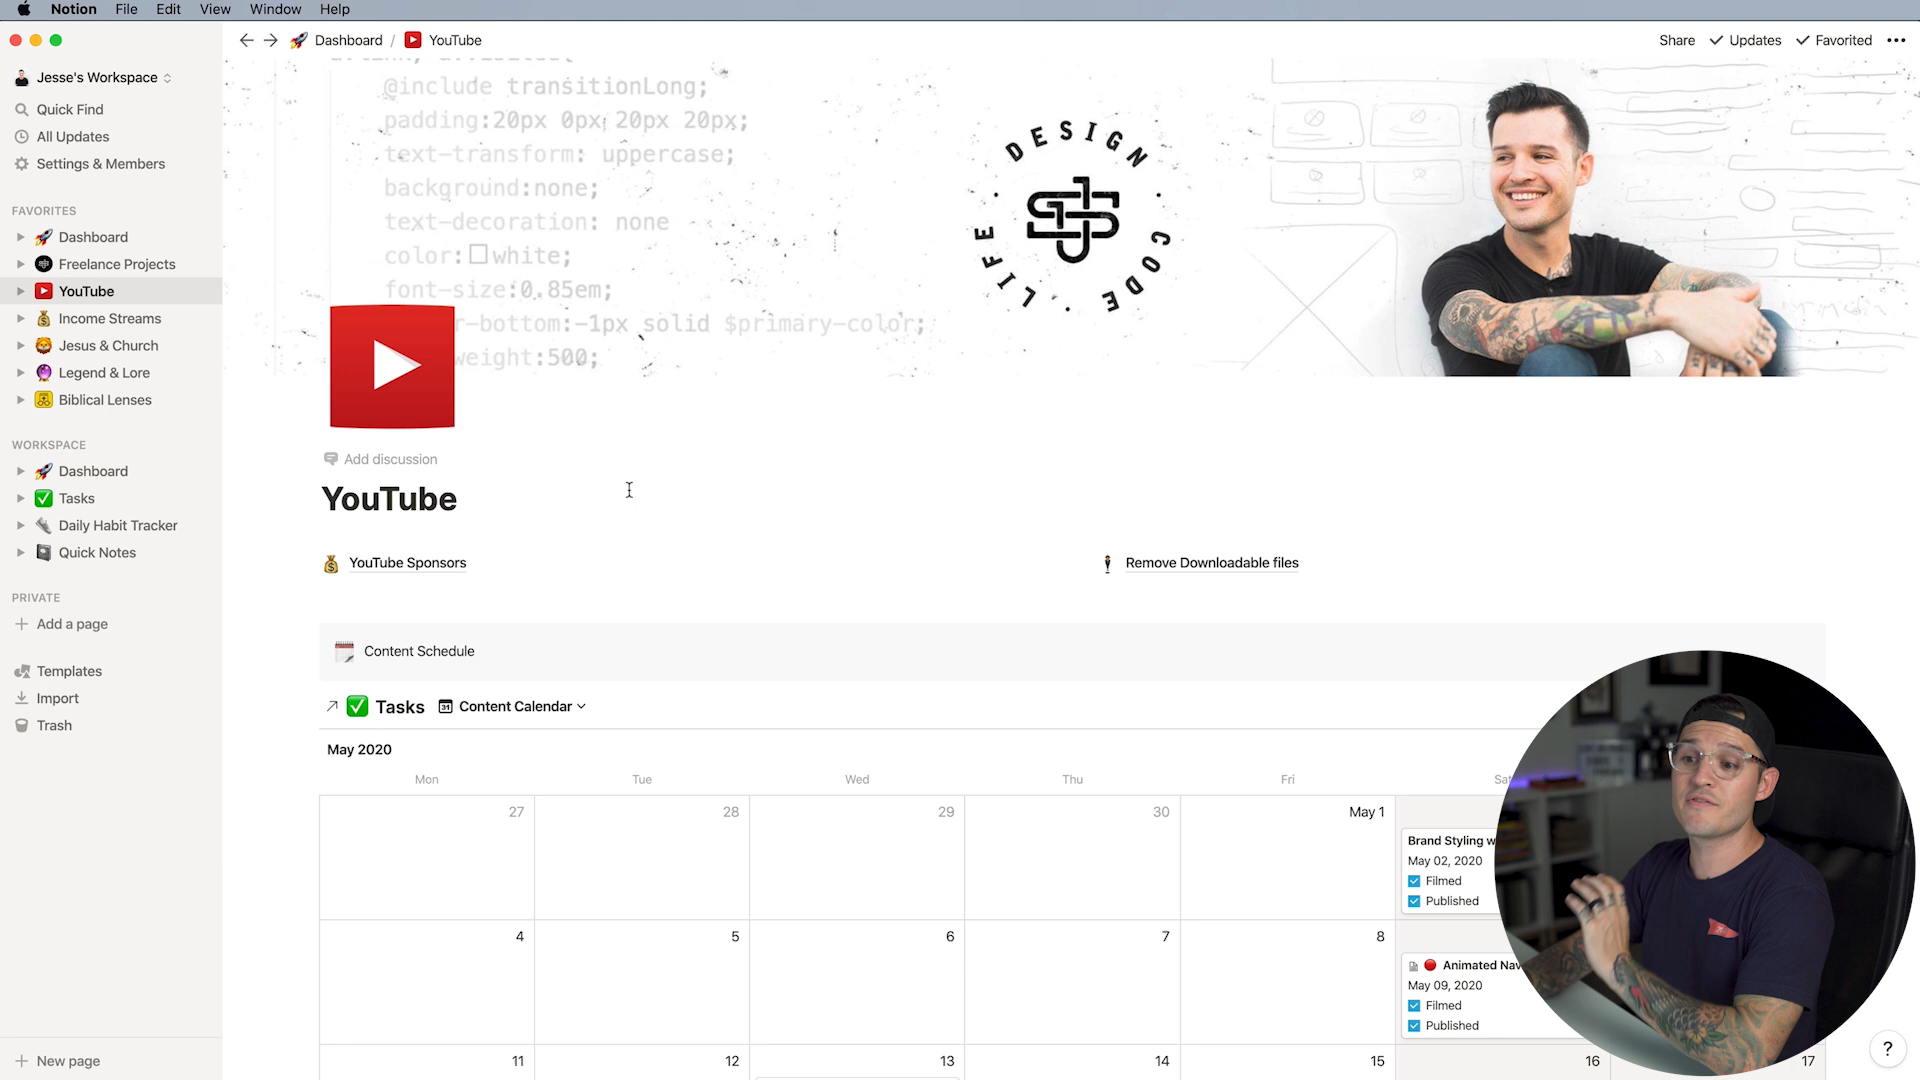 Notion File Edit View Window Help
Dashboard / YouTube
Share Updates Favorited
Jesse's Workspace
Quick Find
All Updates
Settings & Members
FAVORITES
Dashboard
Freelance Projects
YouTube
Income Streams
Jesus & Church
Legend & Lore
Biblical Lenses
WORKSPACE
Dashboard
Tasks
Daily Habit Tracker
Quick Notes
PRIVATE
+ Add a page
Templates
Import
Trash
+ New page
@include transitionLong;
padding:20px 0px 20px 20px;
text-transform: uppercase;
background:none;
text-decoration: none
color: white;
font-size:0.85em;
r-bottom:-1px solid $primary-color;
weight:500;
DESIGN · CODE · LIFE ·
Add discussion
YouTube
YouTube Sponsors
Remove Downloadable files
Content Schedule
Tasks 31 Content Calendar
May 2020
Mon Tue Wed Thu Fri
27 28 29 30 May 1
Brand Styling
May 02, 2020
Filmed
Published
4 5 6 7 8
Animated
May 09, 2020
Filmed
Published
11 12 13 14 15 16 17
?